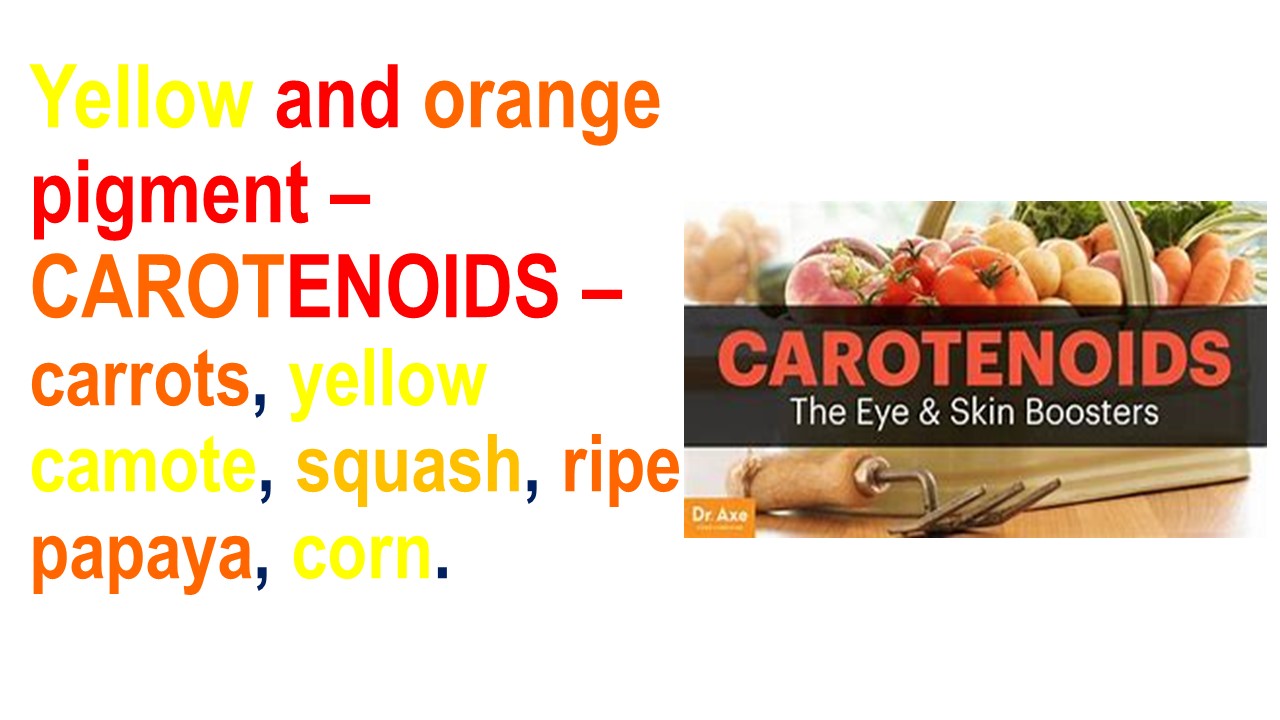 Yellow and orange
pigment –
CAROTENOIDS –
carrots, yellow
camote, squash, ripe
papaya, corn.
CAROTENOIDS
The Eye & Skin Boosters
Dr. Axe